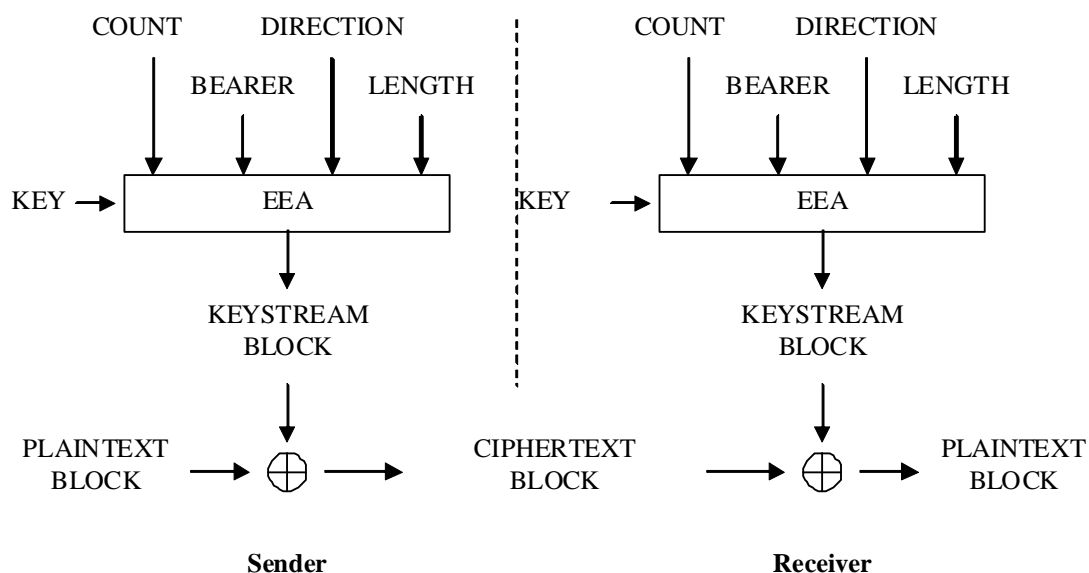 COUNT DIRECTION COUNT DIRECTION
BEARER LENGTH BEARER LENGTH
KEY EEA KEY EEA
KEYSTREAM BLOCK KEYSTREAM BLOCK
PLAINTEXT BLOCK CIPHERTEXT BLOCK PLAINTEXT BLOCK
Sender Receiver